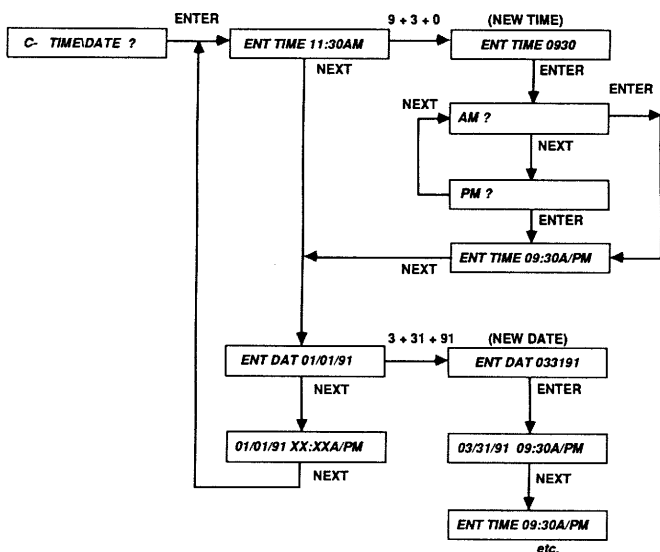 ENTER
9 + 3 + 0
(NEW TIME)
C- TIME\DATE ?
ENT TIME 11:30AM
ENT TIME 0930
NEXT
ENTER
NEXT
ENTER
AM ?
NEXT
PM ?
ENTER
NEXT
ENT TIME 09:30A/PM
3 + 31 + 91
(NEW DATE)
ENT DAT 01/01/91
ENT DAT 033191
NEXT
ENTER
01/01/91 XX:XXA/PM
03/31/91 09:30A/PM
NEXT
NEXT
ENT TIME 09:30A/PM
etc.